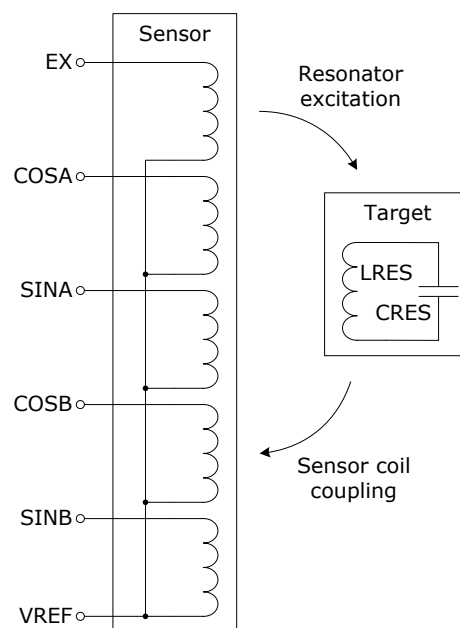 Sensor
EX
COSA
SINA
COSB
SINB
VREF
Resonator
excitation
Target
LRES
CRES
Sensor coil
coupling